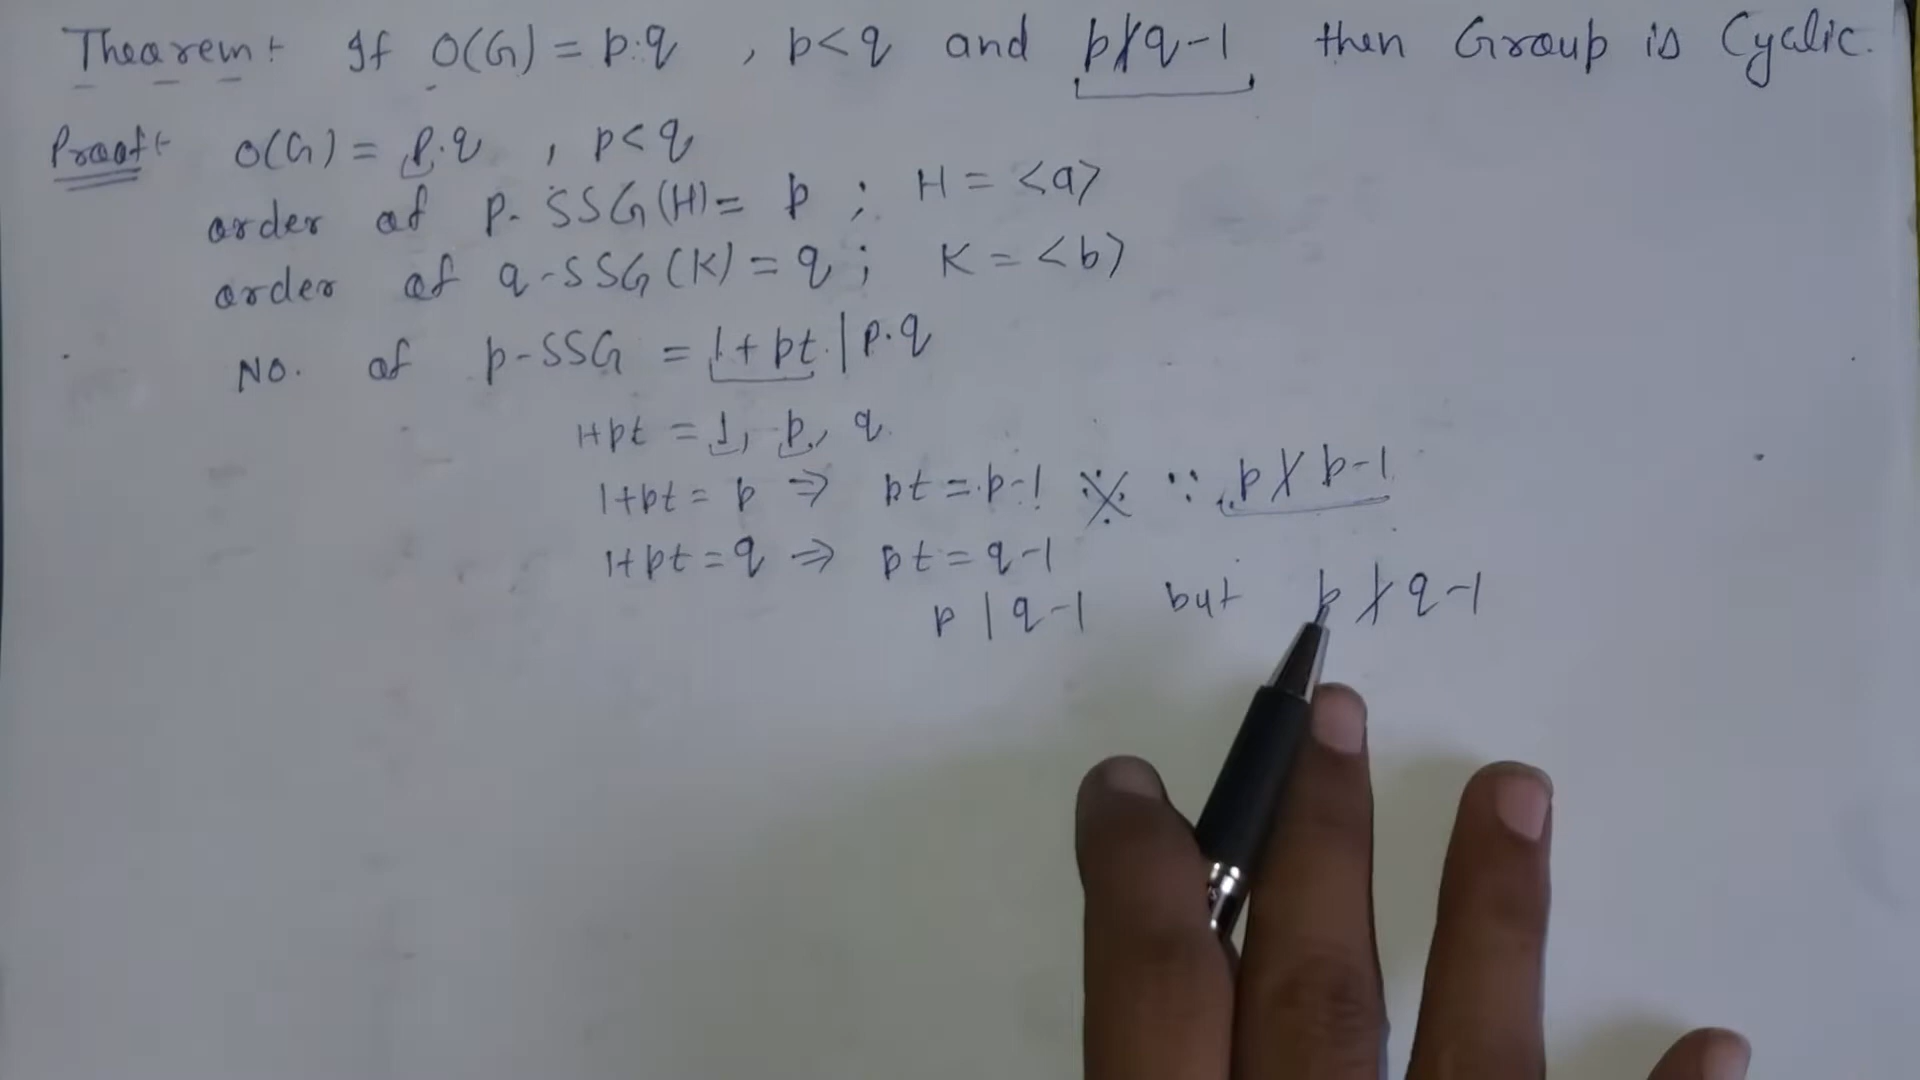 Theorem:- If O(G) = p.q , p<q and p∤q-1 then Group is Cyclic.
Proof:- O(G) = p.q , p<q
order of p-SSG(H) = p ; H = <a>
order of q-SSG(K) = q ; K = <b>
No. of p-SSG = 1+pt | p.q
1+pt = 1, p, q
1+pt = p ⇒ pt = p-1 ※ ∵ p∤p-1
1+pt = q ⇒ pt = q-1
p | q-1 but p∤q-1